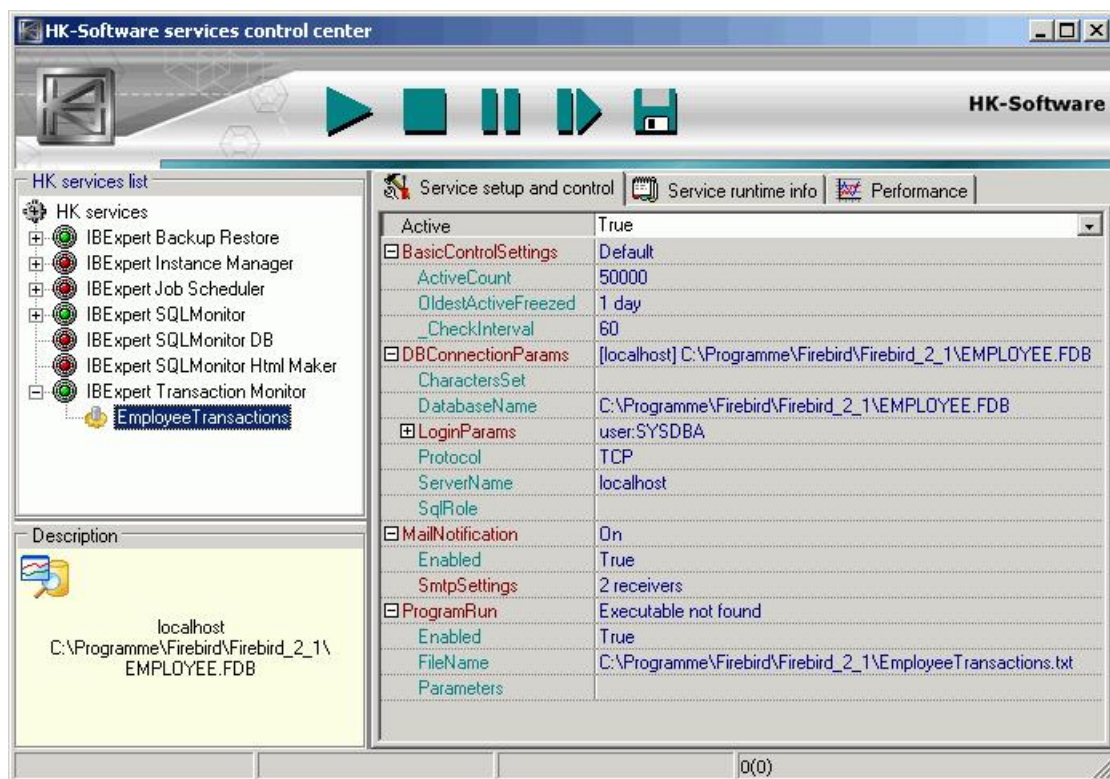 HK-Software services control center
HK-Software
HK services list
HK services
IBExpert Backup Restore
IBExpert Instance Manager
IBExpert Job Scheduler
IBExpert SQLMonitor
IBExpert SQLMonitor DB
IBExpert SQLMonitor Html Maker
IBExpert Transaction Monitor
EmployeeTransactions
Description
localhost
C:\Programme\Firebird\Firebird_2_1\
EMPLOYEE.FDB
Service setup and control Service runtime info Performance
Active True
BasicControlSettings Default
ActiveCount 50000
OldestActiveFreezed 1 day
_CheckInterval 60
DBConnectionParams [localhost] C:\Programme\Firebird\Firebird_2_1\EMPLOYEE.FDB
CharactersSet
DatabaseName C:\Programme\Firebird\Firebird_2_1\EMPLOYEE.FDB
LoginParams user:SYSDBA
Protocol TCP
ServerName localhost
SqlRole
MailNotification On
Enabled True
SmtpSettings 2 receivers
ProgramRun Executable not found
Enabled True
FileName C:\Programme\Firebird\Firebird_2_1\EmployeeTransactions.txt
Parameters
0(0)